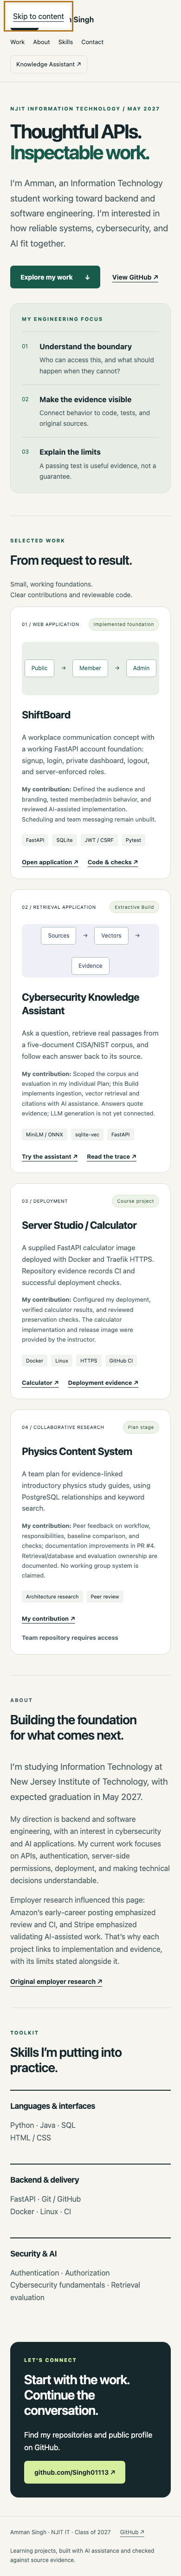 Skip to content
Singh
Work About Skills Contact
Knowledge Assistant ↗
NJIT INFORMATION TECHNOLOGY / MAY 2027
Thoughtful APIs.
Inspectable work.
I'm Amman, an Information Technology
student working toward backend and
software engineering. I'm interested in
how reliable systems, cybersecurity, and
AI fit together.
Explore my work ↓ View GitHub ↗
MY ENGINEERING FOCUS
01 Understand the boundary
Who can access this, and what should
happen when they cannot?
02 Make the evidence visible
Connect behavior to code, tests, and
original sources.
03 Explain the limits
A passing test is useful evidence, not a
guarantee.
SELECTED WORK
From request to result.
Small, working foundations.
Clear contributions and reviewable code.
01 / WEB APPLICATION Implemented foundation
Public → Member → Admin
ShiftBoard
A workplace communication concept with
a working FastAPI account foundation:
signup, login, private dashboard, logout,
and server-enforced roles.
My contribution: Defined the audience and
branding, tested member/admin behavior, and
reviewed AI-assisted implementation.
Scheduling and team messaging remain unbuilt.
FastAPI SQLite JWT / CSRF Pytest
Open application ↗ Code & checks ↗
02 / RETRIEVAL APPLICATION Extractive Build
Sources → Vectors →
Evidence
Cybersecurity Knowledge
Assistant
Ask a question, retrieve real passages from
a five-document CISA/NIST corpus, and
follow each answer back to its source.
My contribution: Scoped the corpus and
evaluation in my individual Plan; this Build
implements ingestion, vector retrieval and
citations with AI assistance. Answers quote
evidence; LLM generation is not yet connected.
MiniLM / ONNX sqlite-vec FastAPI
Try the assistant ↗ Read the trace ↗
03 / DEPLOYMENT Course project
Server Studio / Calculator
A supplied FastAPI calculator image
deployed with Docker and Traefik HTTPS.
Repository evidence records CI and
successful deployment checks.
My contribution: Configured my deployment,
verified calculator results, and reviewed
preservation checks. The calculator
implementation and release image were
provided by the instructor.
Docker Linux HTTPS GitHub CI
Calculator ↗ Deployment evidence ↗
04 / COLLABORATIVE RESEARCH Plan stage
Physics Content System
A team plan for evidence-linked
introductory physics study guides, using
PostgreSQL relationships and keyword
search.
My contribution: Peer feedback on workflow,
responsibilities, baseline comparison, and
checks; documentation improvements in PR #4.
Retrieval/database and evaluation ownership are
documented. No working group system is
claimed.
Architecture research Peer review
My contribution ↗
Team repository requires access
ABOUT
Building the foundation
for what comes next.
I'm studying Information Technology at
New Jersey Institute of Technology, with
expected graduation in May 2027.
My direction is backend and software
engineering, with an interest in cybersecurity
and AI applications. My current work focuses
on APIs, authentication, server-side
permissions, deployment, and making technical
decisions understandable.
Employer research influenced this page:
Amazon's early-career posting emphasized
review and CI, and Stripe emphasized
validating AI-assisted work. That's why each
project links to implementation and evidence,
with its limits stated alongside it.
Original employer research ↗
TOOLKIT
Skills I'm putting into
practice.
Languages & interfaces
Python · Java · SQL
HTML / CSS
Backend & delivery
FastAPI · Git / GitHub
Docker · Linux · CI
Security & AI
Authentication · Authorization
Cybersecurity fundamentals · Retrieval
evaluation
LET'S CONNECT
Start with the work.
Continue the
conversation.
Find my repositories and public profile
on GitHub.
github.com/Singh01113 ↗
Amman Singh · NJIT IT · Class of 2027 GitHub ↗
Learning projects, built with AI assistance and checked
against source evidence.